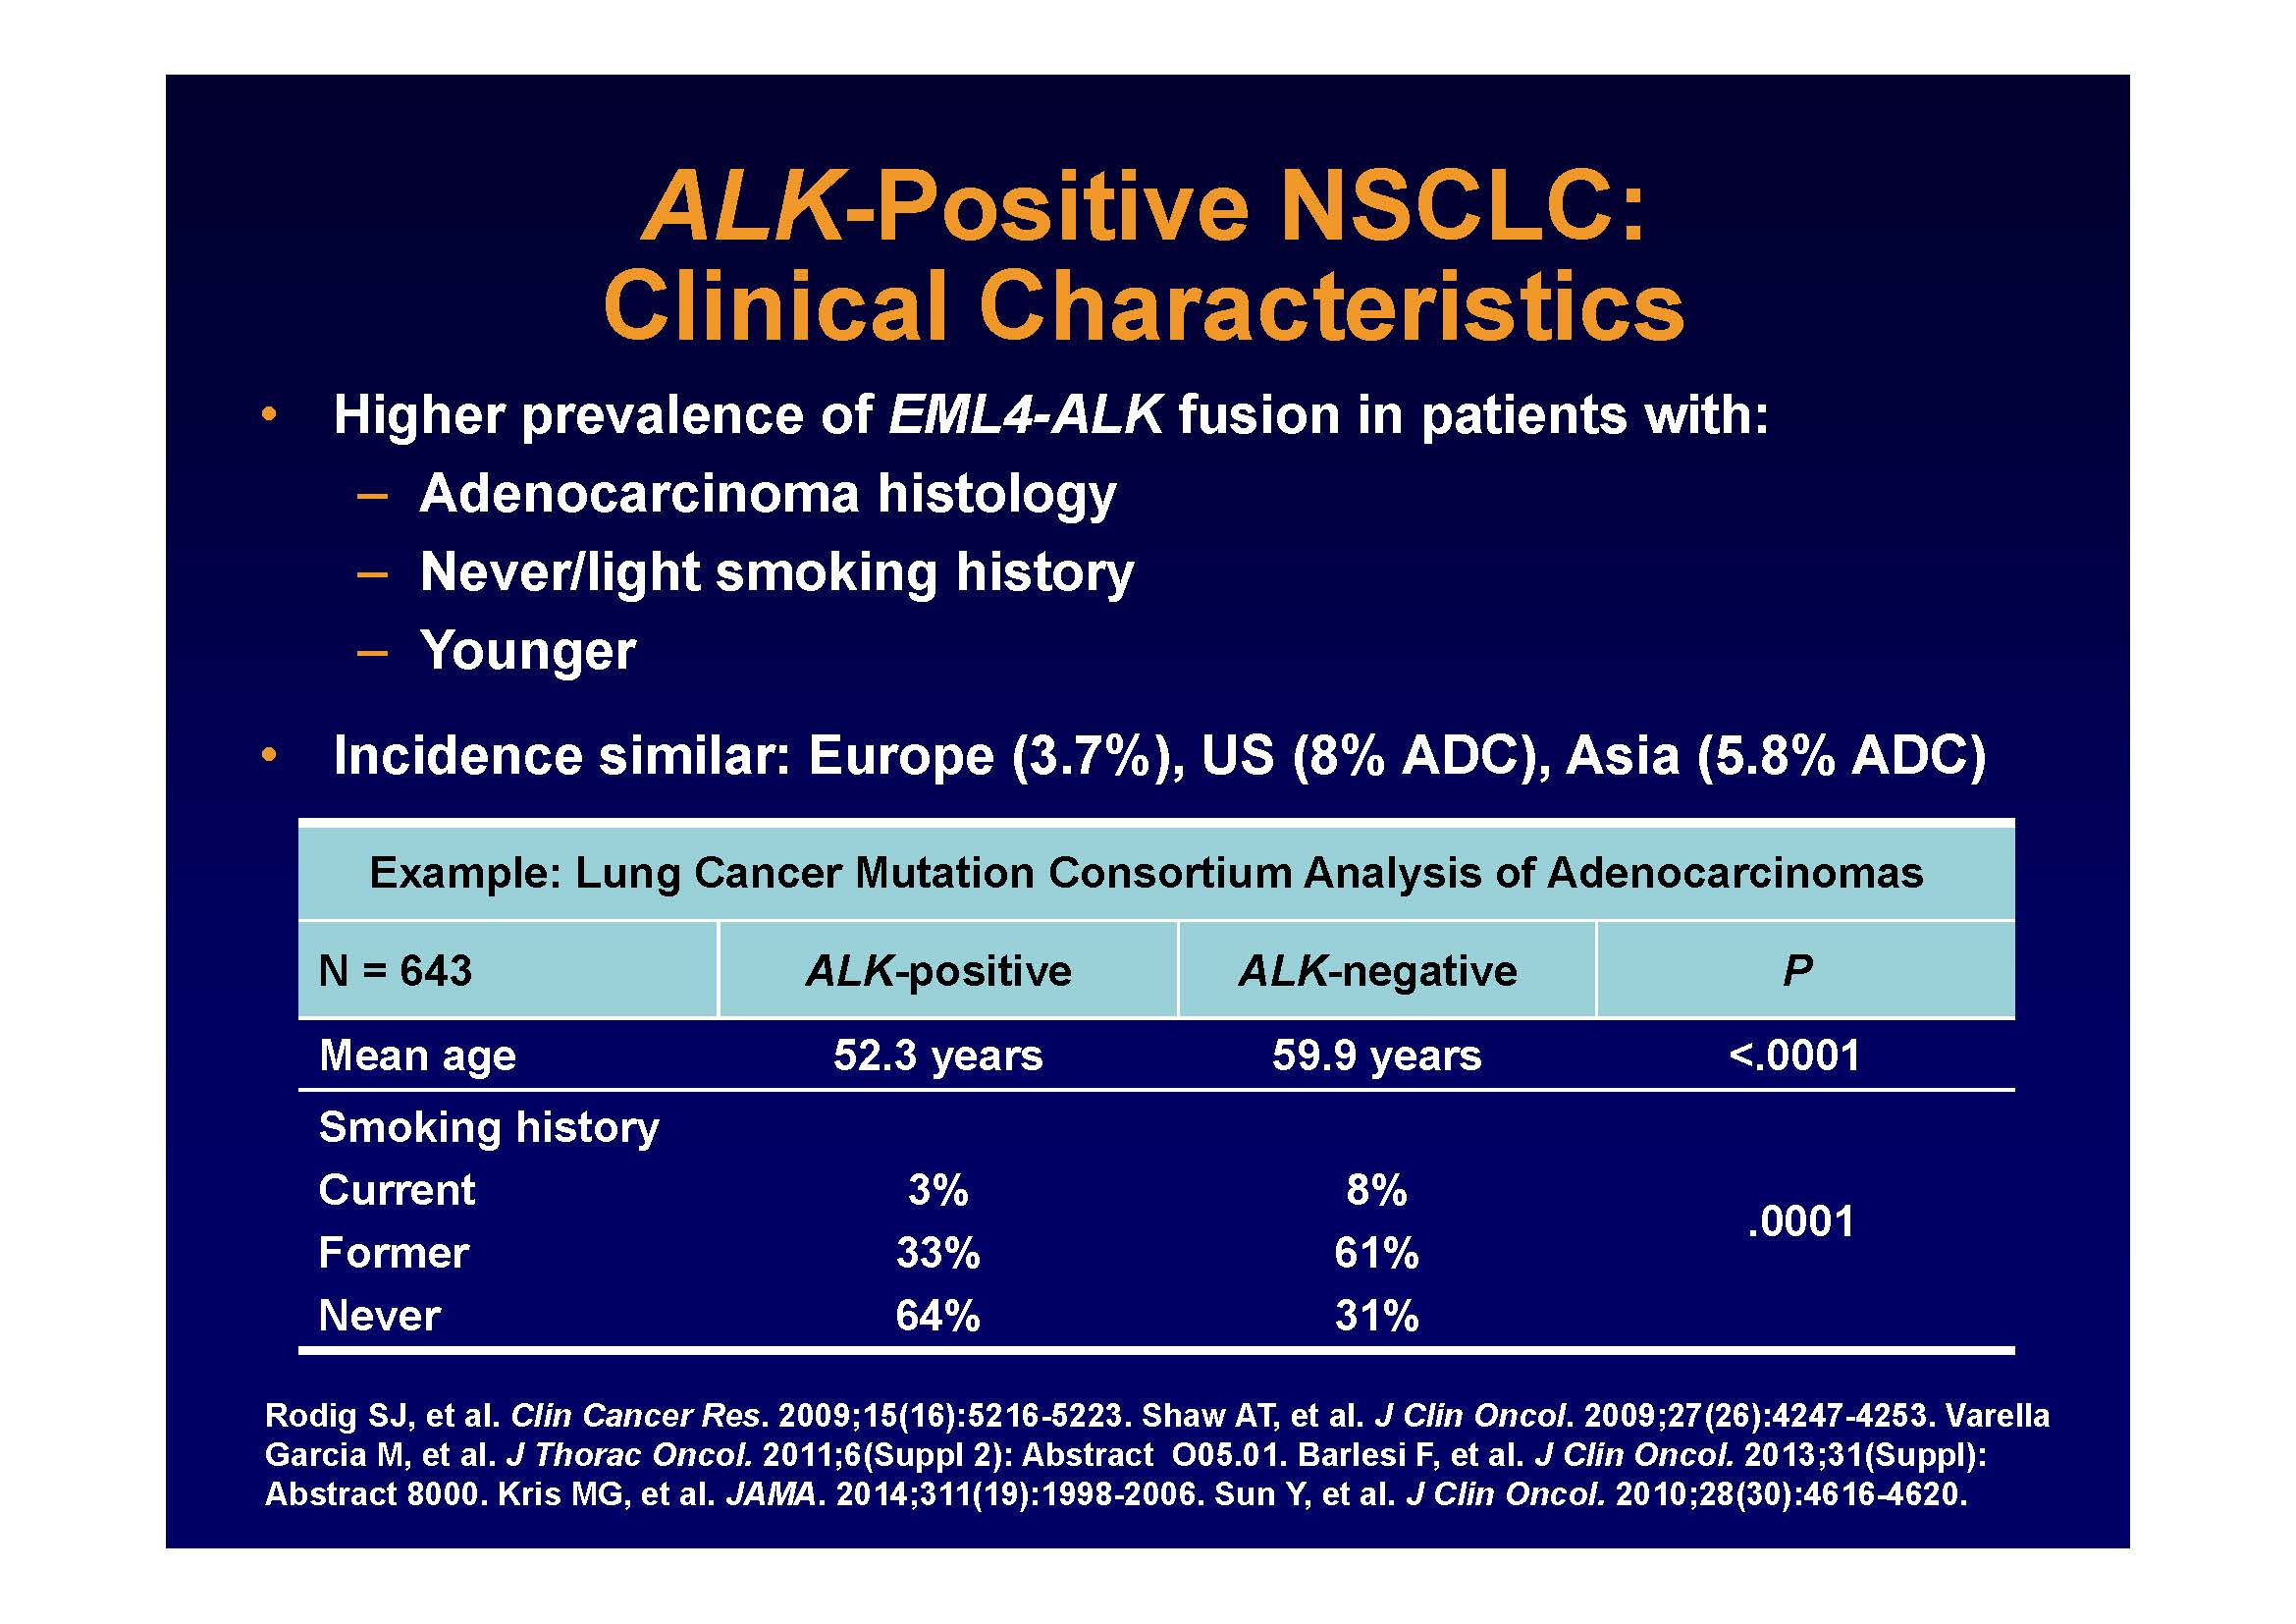 ALK-Positive NSCLC:
Clinical Characteristics
• Higher prevalence of EML4-ALK fusion in patients with:
– Adenocarcinoma histology
– Never/light smoking history
– Younger
• Incidence similar: Europe (3.7%), US (8% ADC), Asia (5.8% ADC)
Example: Lung Cancer Mutation Consortium Analysis of Adenocarcinomas
N = 643 ALK-positive ALK-negative P
Mean age 52.3 years 59.9 years <.0001
Smoking history
Current 3% 8%
.0001
Former 33% 61%
Never 64% 31%
Rodig SJ, et al. Clin Cancer Res. 2009;15(16):5216-5223. Shaw AT, et al. J Clin Oncol. 2009;27(26):4247-4253. Varella
Garcia M, et al. J Thorac Oncol. 2011;6(Suppl 2): Abstract O05.01. Barlesi F, et al. J Clin Oncol. 2013;31(Suppl):
Abstract 8000. Kris MG, et al. JAMA. 2014;311(19):1998-2006. Sun Y, et al. J Clin Oncol. 2010;28(30):4616-4620.